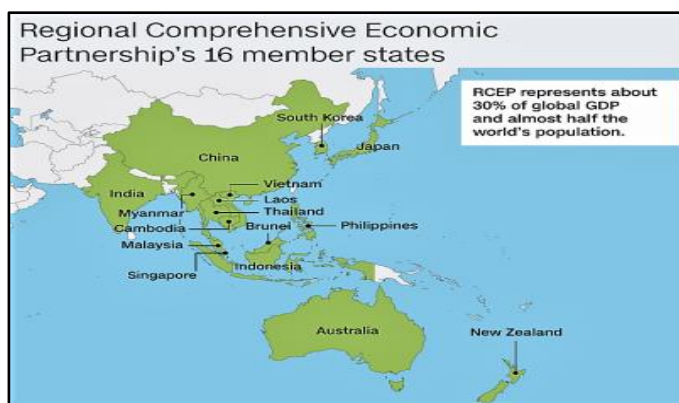 Regional Comprehensive Economic
Partnership's 16 member states
RCEP represents about
30% of global GDP
and almost half the
world's population.
South Korea
Japan
China
Vietnam
India
Laos
Myanmar
Thailand
Cambodia
Brunei
Philippines
Malaysia
Indonesia
Singapore
Australia
New Zealand